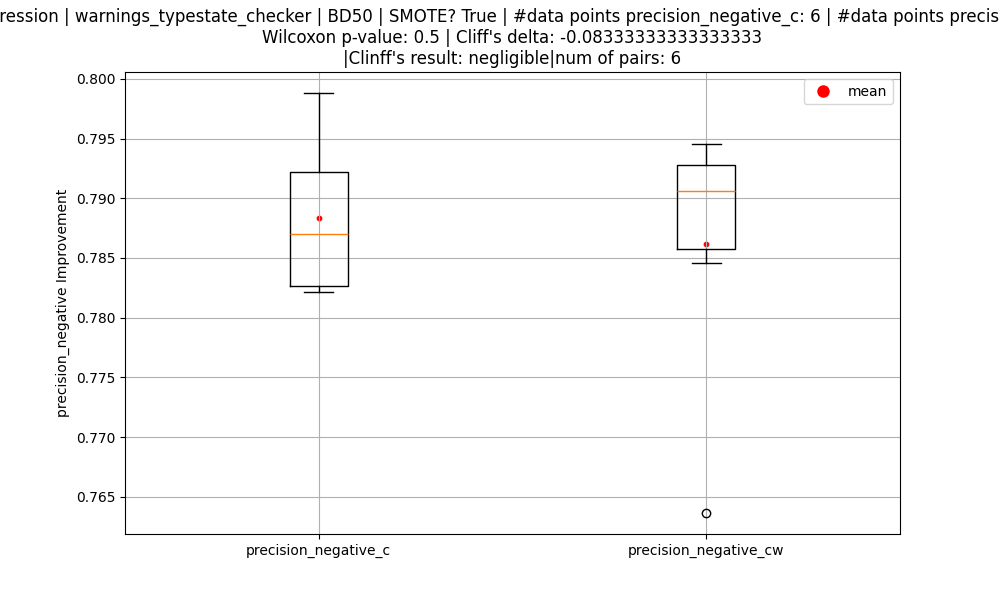 ression | warnings_typestate_checker | BD50 | SMOTE? True | #data points precision_negative_c: 6 | #data points precis
Wilcoxon p-value: 0.5 | Cliff's delta: -0.08333333333333333
|Clinff's result: negligible|num of pairs: 6
mean
0.800
0.795
0.790
0.785
0.780
0.775
0.770
0.765
precision_negative Improvement
precision_negative_c
precision_negative_cw